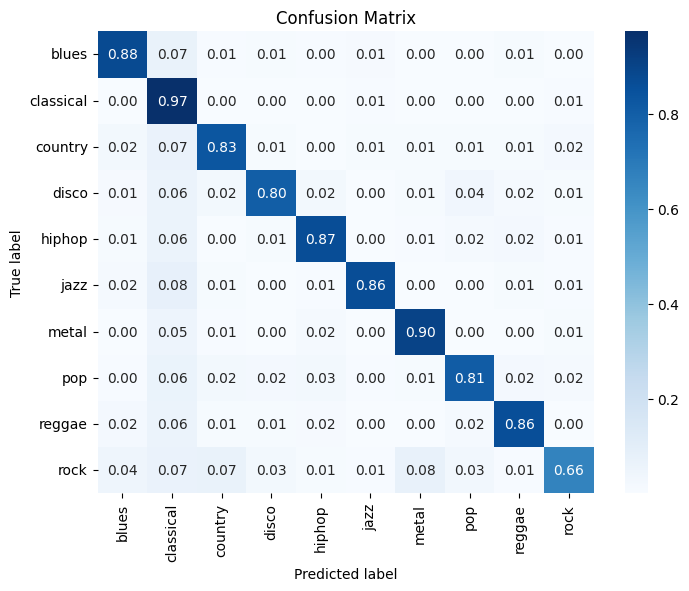 Confusion Matrix
blues 0.88 0.07 0.01 0.01 0.00 0.01 0.00 0.00 0.01 0.00
classical 0.00 0.97 0.00 0.00 0.00 0.01 0.00 0.00 0.00 0.01
country 0.02 0.07 0.83 0.01 0.00 0.01 0.01 0.01 0.01 0.02
disco 0.01 0.06 0.02 0.80 0.02 0.00 0.01 0.04 0.02 0.01
hiphop 0.01 0.06 0.00 0.01 0.87 0.00 0.01 0.02 0.02 0.01
jazz 0.02 0.08 0.01 0.00 0.01 0.86 0.00 0.00 0.01 0.01
metal 0.00 0.05 0.01 0.00 0.02 0.00 0.90 0.00 0.00 0.01
pop 0.00 0.06 0.02 0.02 0.03 0.00 0.01 0.81 0.02 0.02
reggae 0.02 0.06 0.01 0.01 0.02 0.00 0.00 0.02 0.86 0.00
rock 0.04 0.07 0.07 0.03 0.01 0.01 0.08 0.03 0.01 0.66
blues classical country disco hiphop jazz metal pop reggae rock
Predicted label
True label
0.8
0.6
0.4
0.2